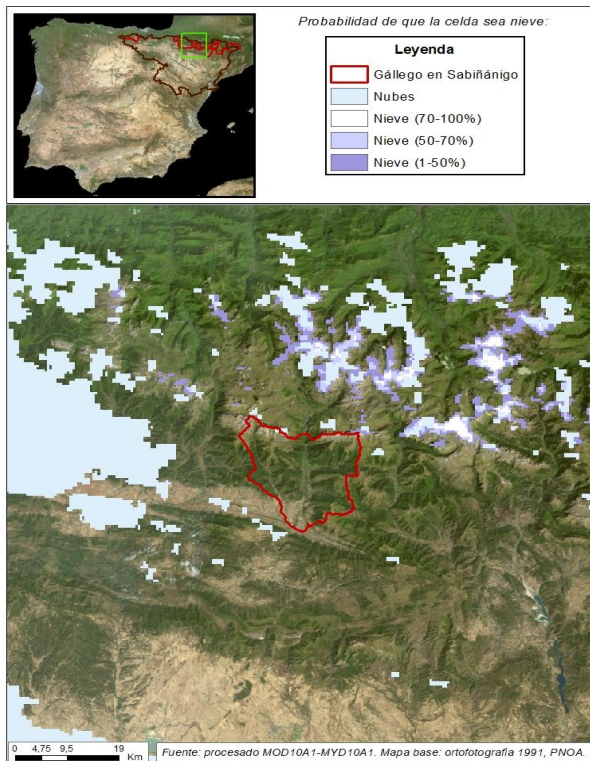 Probabilidad de que la celda sea nieve:
Leyenda
Gállego en Sabiñánigo
Nubes
Nieve (70-100%)
Nieve (50-70%)
Nieve (1-50%)
0 4,75 9,5 19
Km
Fuente: procesado MOD10A1-MYD10A1. Mapa base: ortofotografia 1991, PNOA.